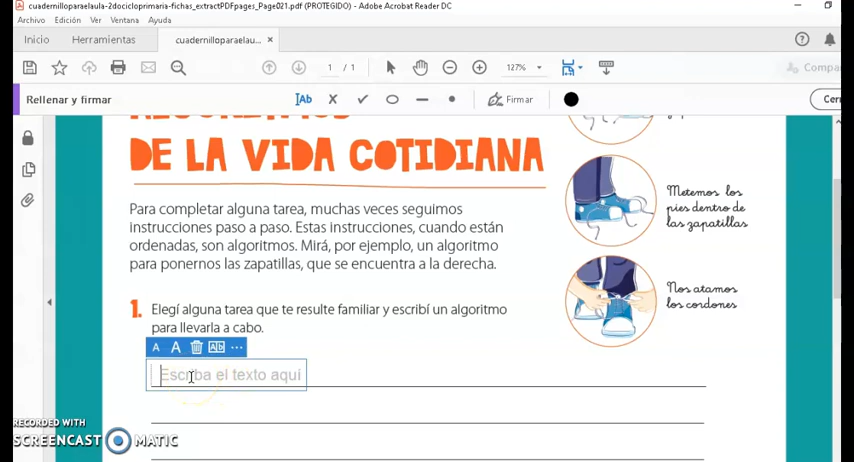 cuadernilloparaelaula-2docicloprimaria-fichas_extractPDFpages_Page021.pdf (PROTEGIDO) - Adobe Acrobat Reader DC
Archivo Edición Ver Ventana Ayuda
Inicio Herramientas cuadernilloparaelau... ×
1 / 1 127% Compa
Rellenar y firmar IAb Firmar Cerr
DE LA VIDA COTIDIANA
Para completar alguna tarea, muchas veces seguimos
instrucciones paso a paso. Estas instrucciones, cuando están
ordenadas, son algoritmos. Mirá, por ejemplo, un algoritmo
para ponernos las zapatillas, que se encuentra a la derecha.
Metemos los
pies dentro de
las zapatillas
Nos atamos
los cordones
1. Elegí alguna tarea que te resulte familiar y escribí un algoritmo
para llevarla a cabo.
A A A|b ...
Escriba el texto aquí
RECORDED WITH
SCREENCAST MATIC